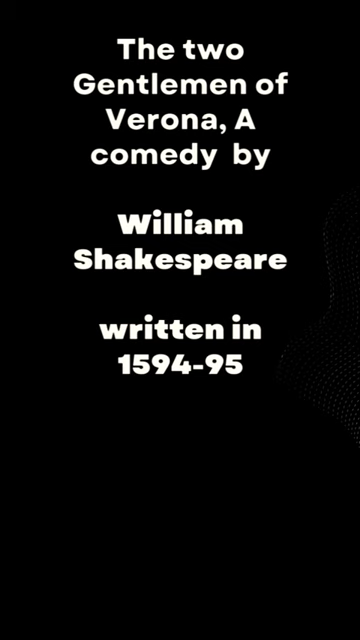 The two
Gentlemen of
Verona, A
comedy by
William
Shakespeare
written in
1594-95